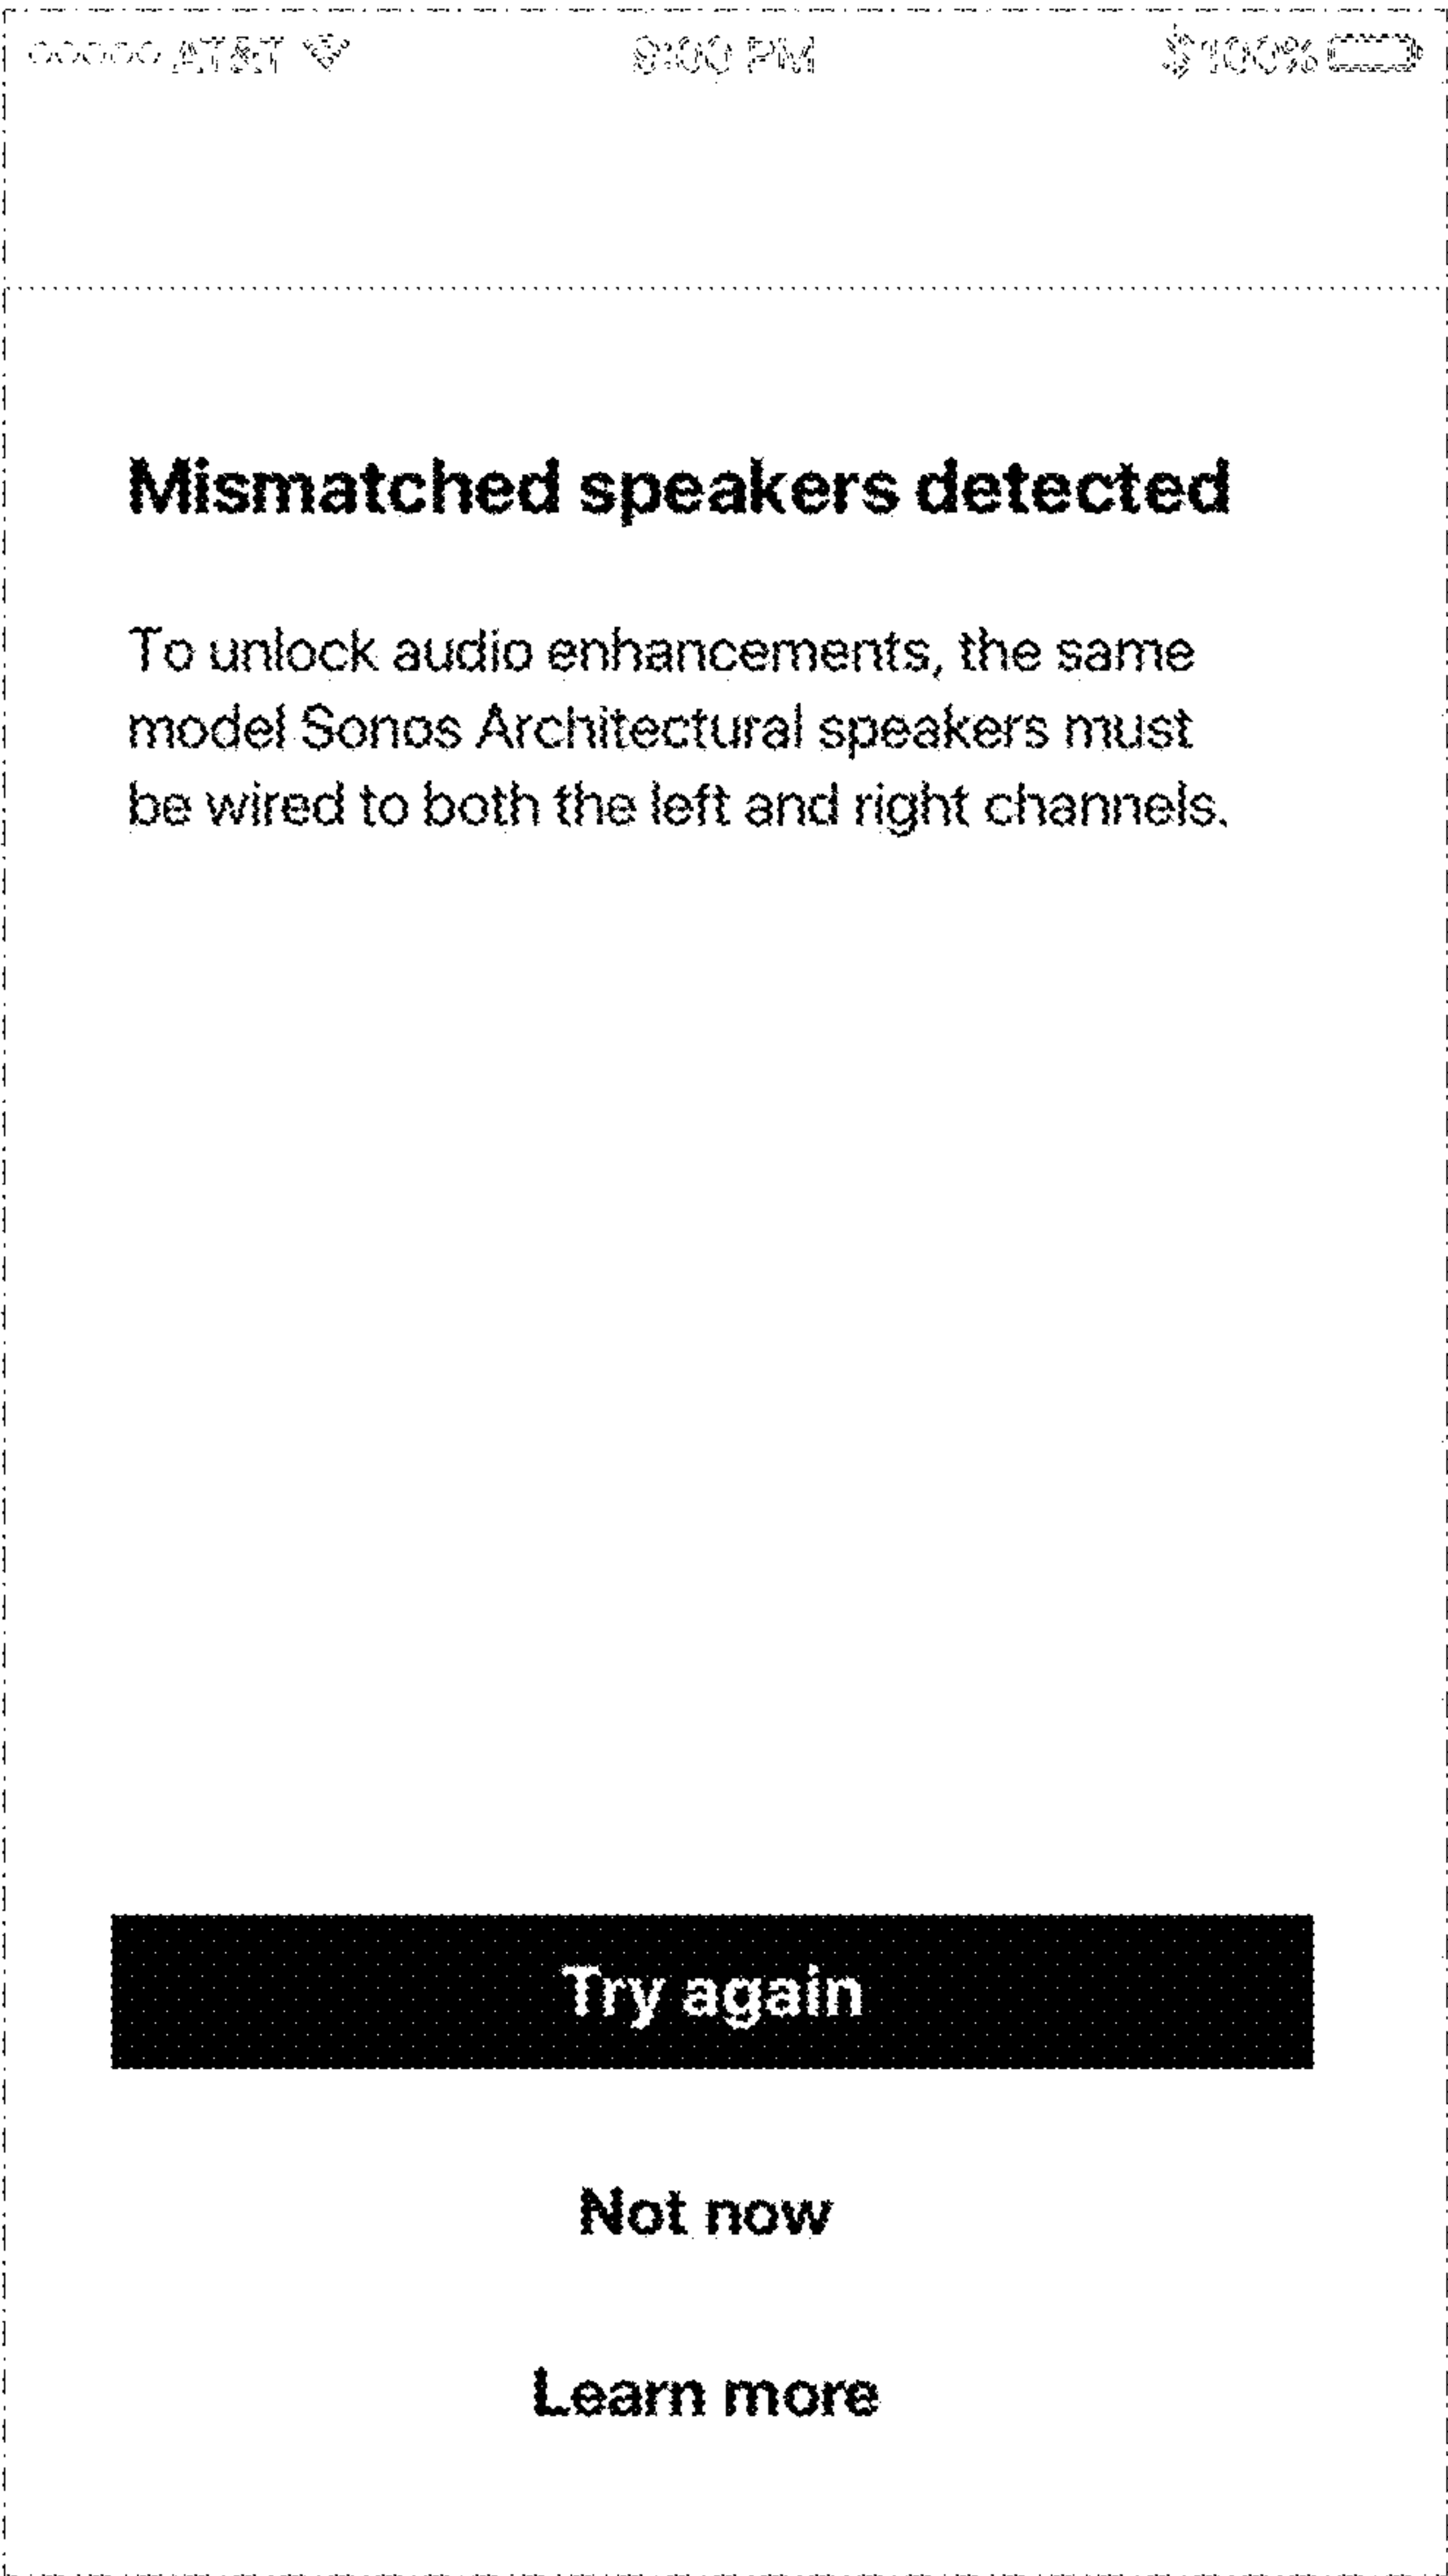 AT&T 9:00 PM 100%
Mismatched speakers detected
To unlock audio enhancements, the same
model Sonos Architectural speakers must
be wired to both the left and right channels.
Try again
Not now
Learn more